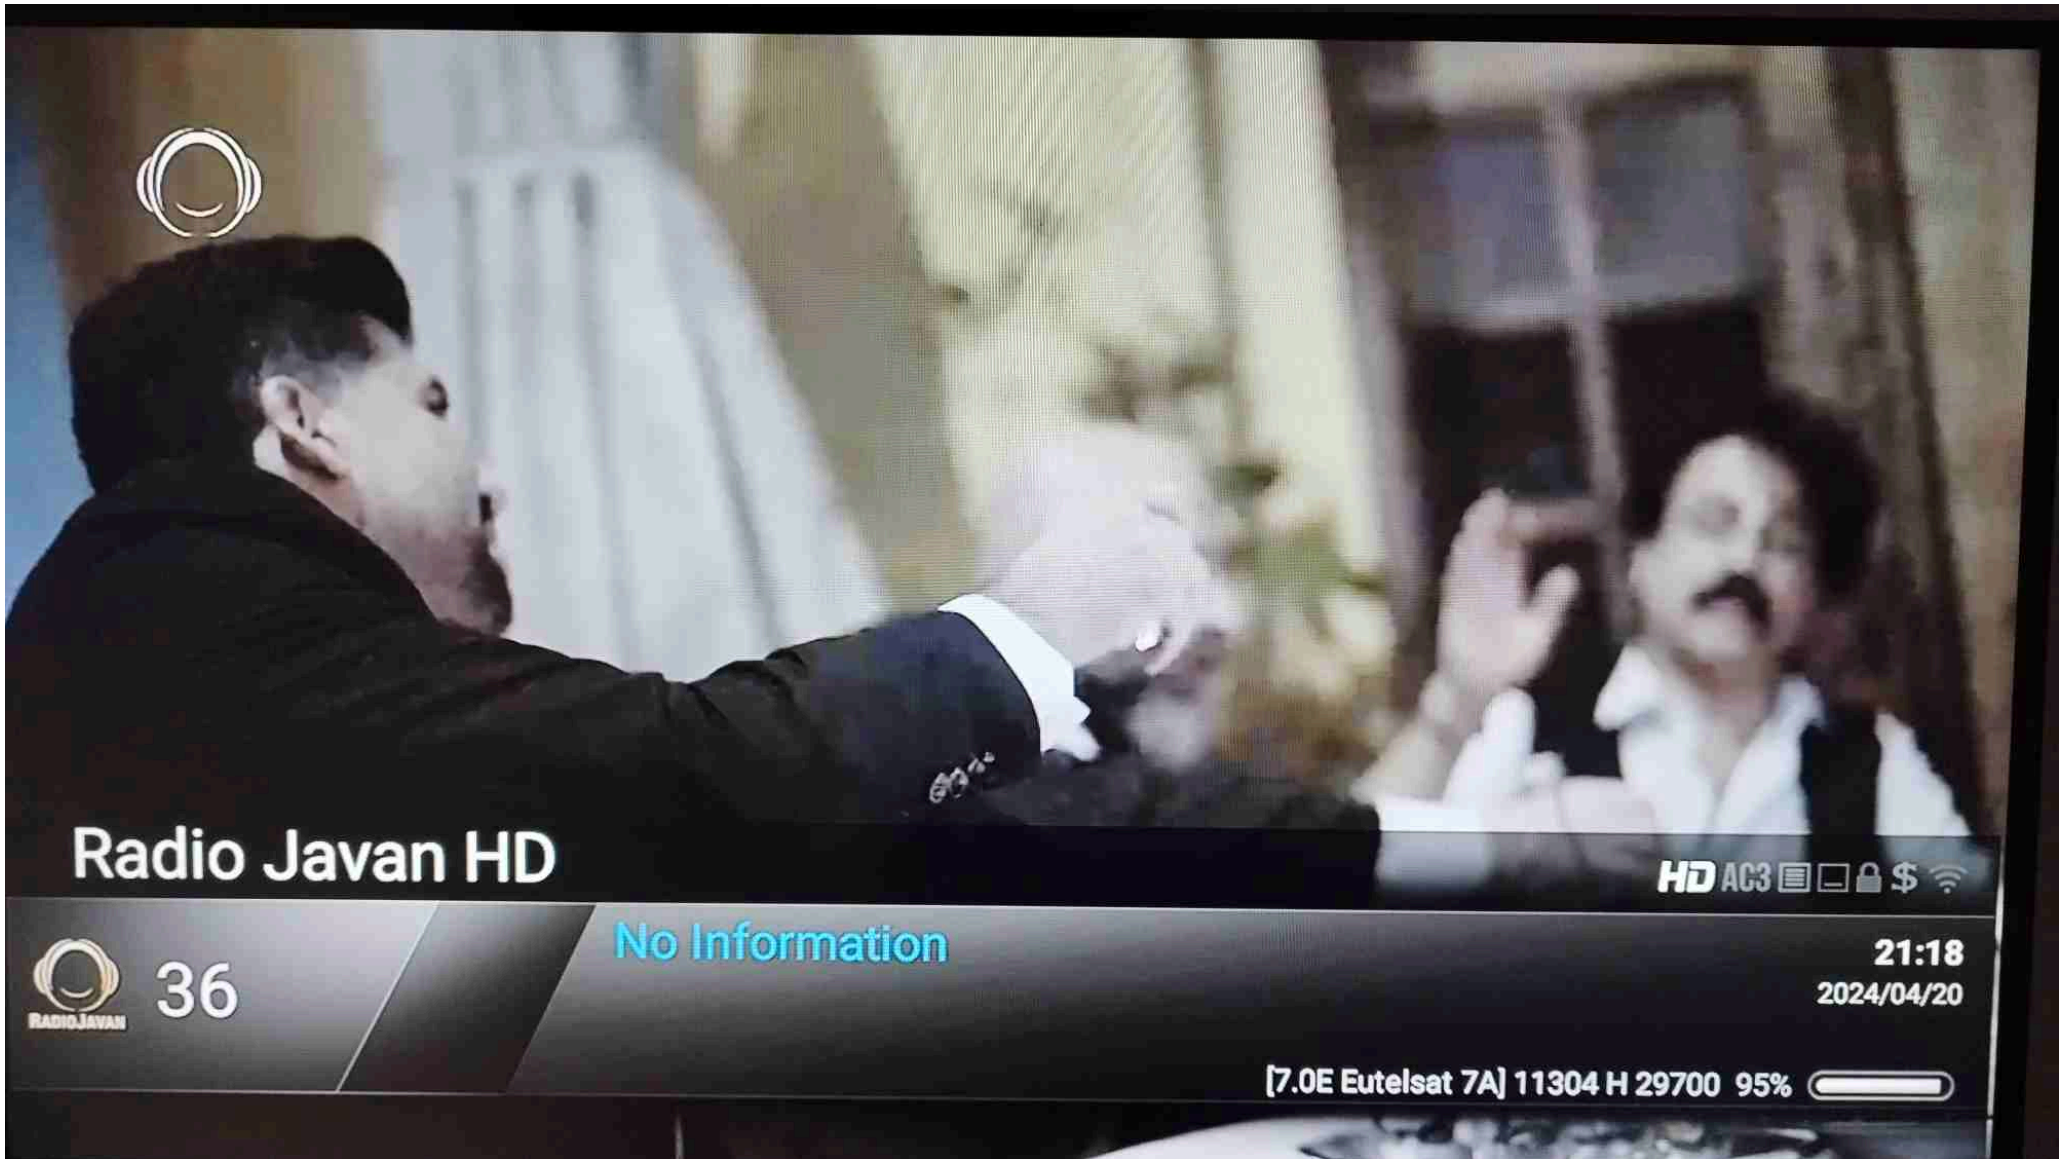 Radio Javan HD
HD AC3 $
RADIOJAVAN
36
No Information
21:18
2024/04/20
[7.0E Eutelsat 7A] 11304 H 29700 95%